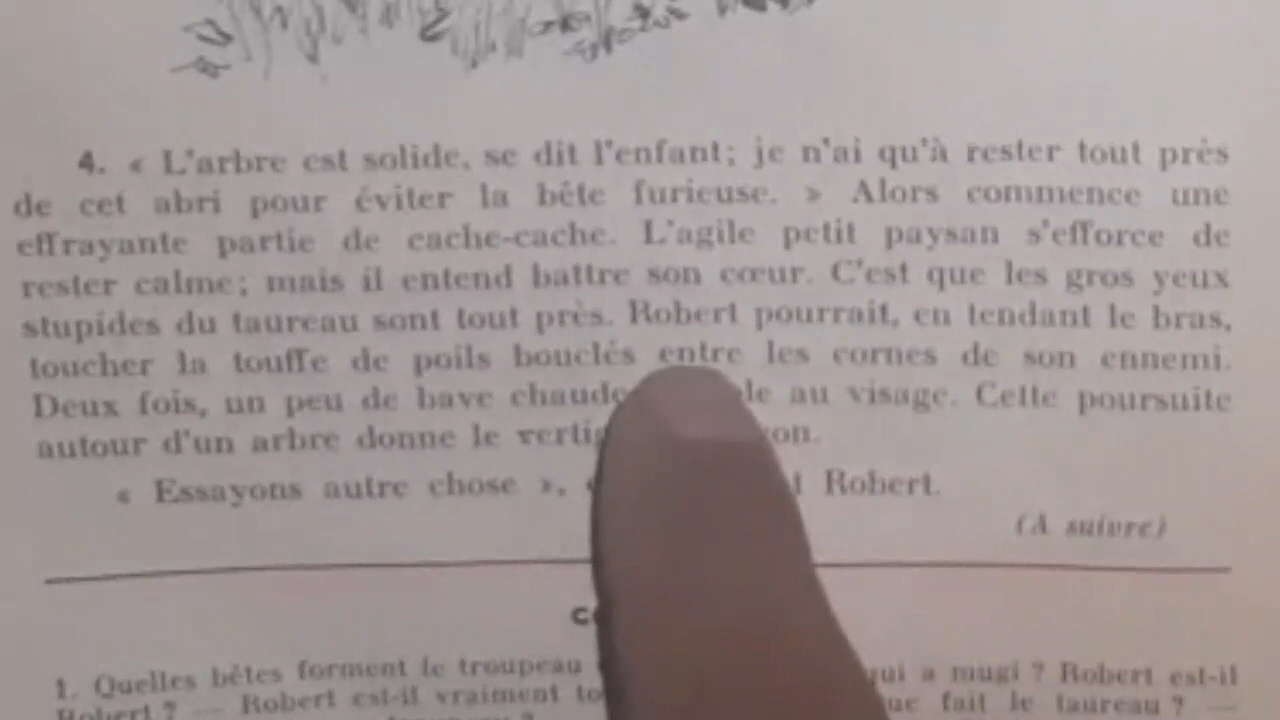 4. « L'arbre est solide, se dit l'enfant; je n'ai qu'à rester tout près
de cet abri pour éviter la bête furieuse. » Alors commence une
effrayante partie de cache-cache. L'agile petit paysan s'efforce de
rester calme; mais il entend battre son cœur. C'est que les gros yeux
stupides du taureau sont tout près. Robert pourrait, en tendant le bras,
toucher la touffe de poils bouclés entre les cornes de son ennemi.
Deux fois, un peu de bave chaude au visage. Cette poursuite
autour d'un arbre donne le
« Essayons autre chose », Robert.
(A suivre)
1. Quelles bêtes forment le troupeau qui a mugi ? Robert est-il
Robert ? — Robert est-il vraiment fait le taureau ? —